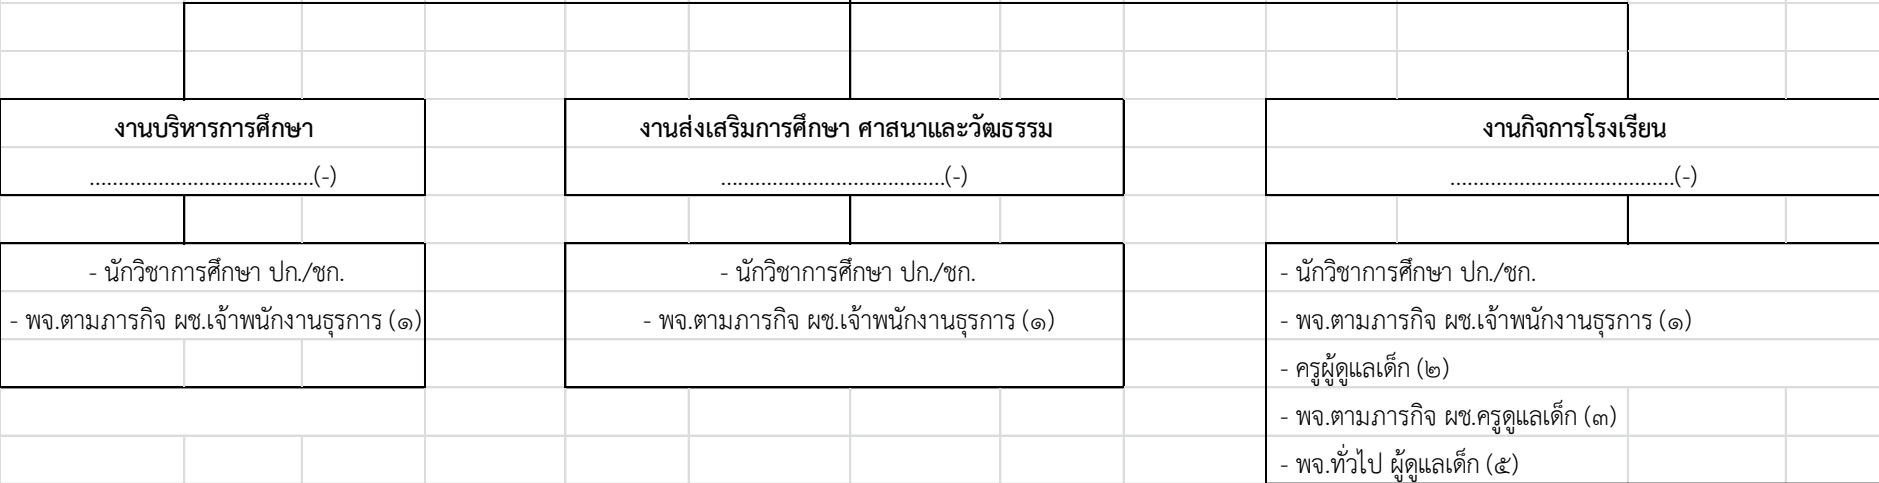 งานบริหารการศึกษา
.......................................(-)
- นักวิชาการศึกษา ปก./ชก.
- พจ.ตามภารกิจ ผช.เจ้าพนักงานธุรการ (๑)
งานส่งเสริมการศึกษา ศาสนาและวัฒธรรม
.......................................(-)
- นักวิชาการศึกษา ปก./ชก.
- พจ.ตามภารกิจ ผช.เจ้าพนักงานธุรการ (๑)
งานกิจการโรงเรียน
.......................................(-)
- นักวิชาการศึกษา ปก./ชก.
- พจ.ตามภารกิจ ผช.เจ้าพนักงานธุรการ (๑)
- ครูผู้ดูแลเด็ก (๒)
- พจ.ตามภารกิจ ผช.ครูดูแลเด็ก (๓)
- พจ.ทั่วไป ผู้ดูแลเด็ก (๕)